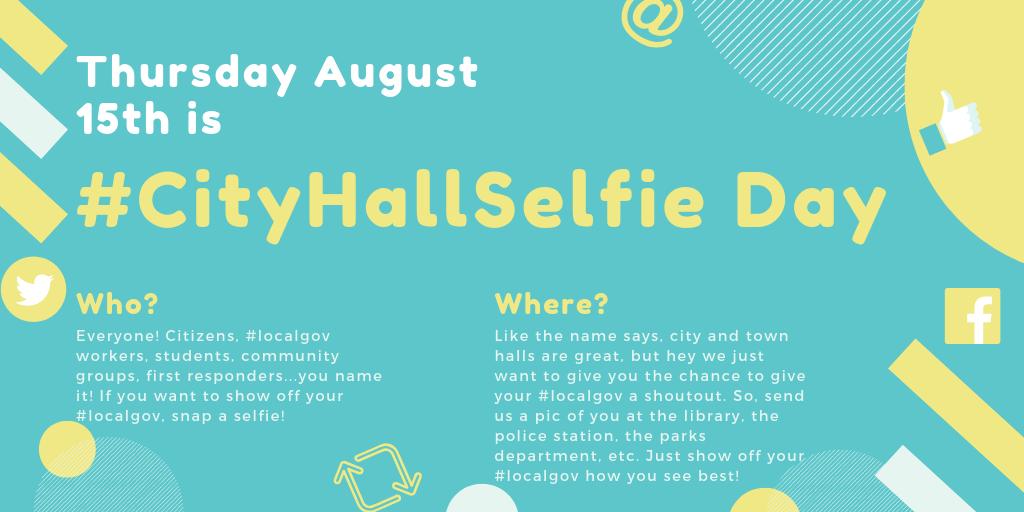 @
Thursday August
15th is
#CityHallSelfie Day
Who?
Everyone! Citizens, #localgov
workers, students, community
groups, first responders...you name
it! If you want to show off your
#localgov, snap a selfie!
Where?
Like the name says, city and town
halls are great, but hey we just
want to give you the chance to give
your #localgov a shoutout. So, send
us a pic of you at the library, the
police station, the parks
department, etc. Just show off your
#localgov how you see best!